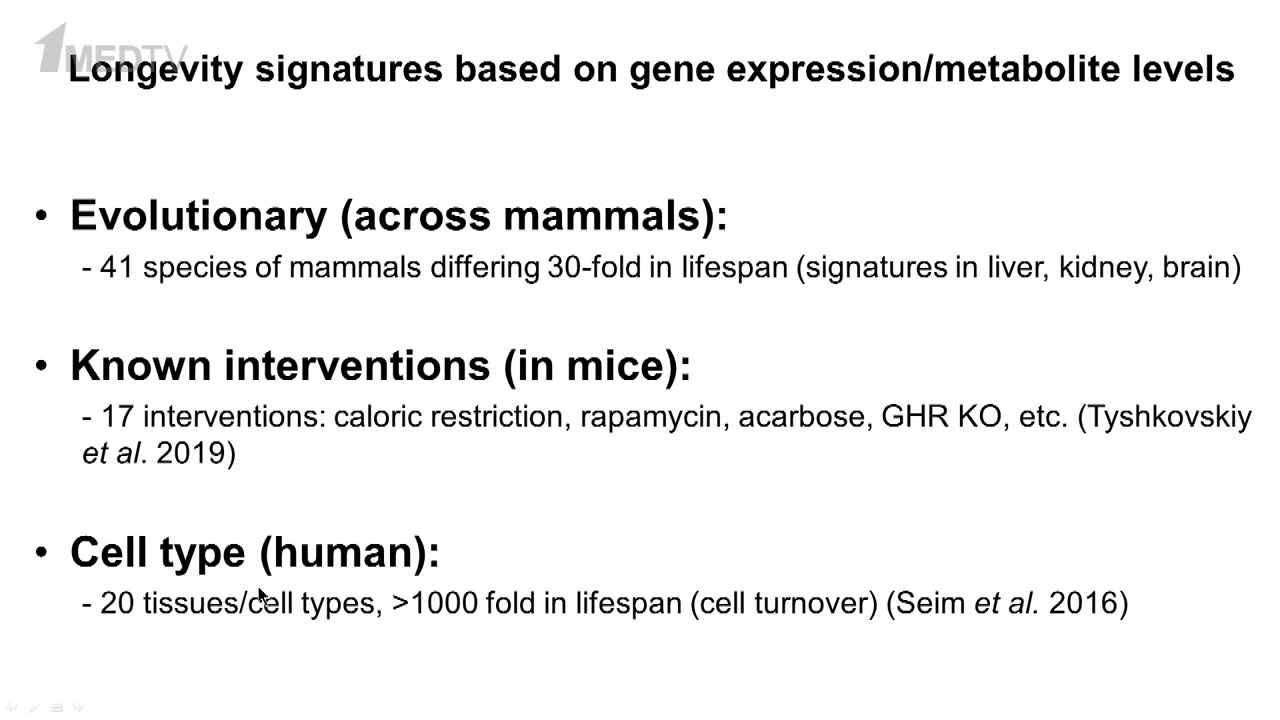 1MEDTV
Longevity signatures based on gene expression/metabolite levels
• Evolutionary (across mammals):
- 41 species of mammals differing 30-fold in lifespan (signatures in liver, kidney, brain)
• Known interventions (in mice):
- 17 interventions: caloric restriction, rapamycin, acarbose, GHR KO, etc. (Tyshkovskiy
et al. 2019)
• Cell type (human):
- 20 tissues/cell types, >1000 fold in lifespan (cell turnover) (Seim et al. 2016)